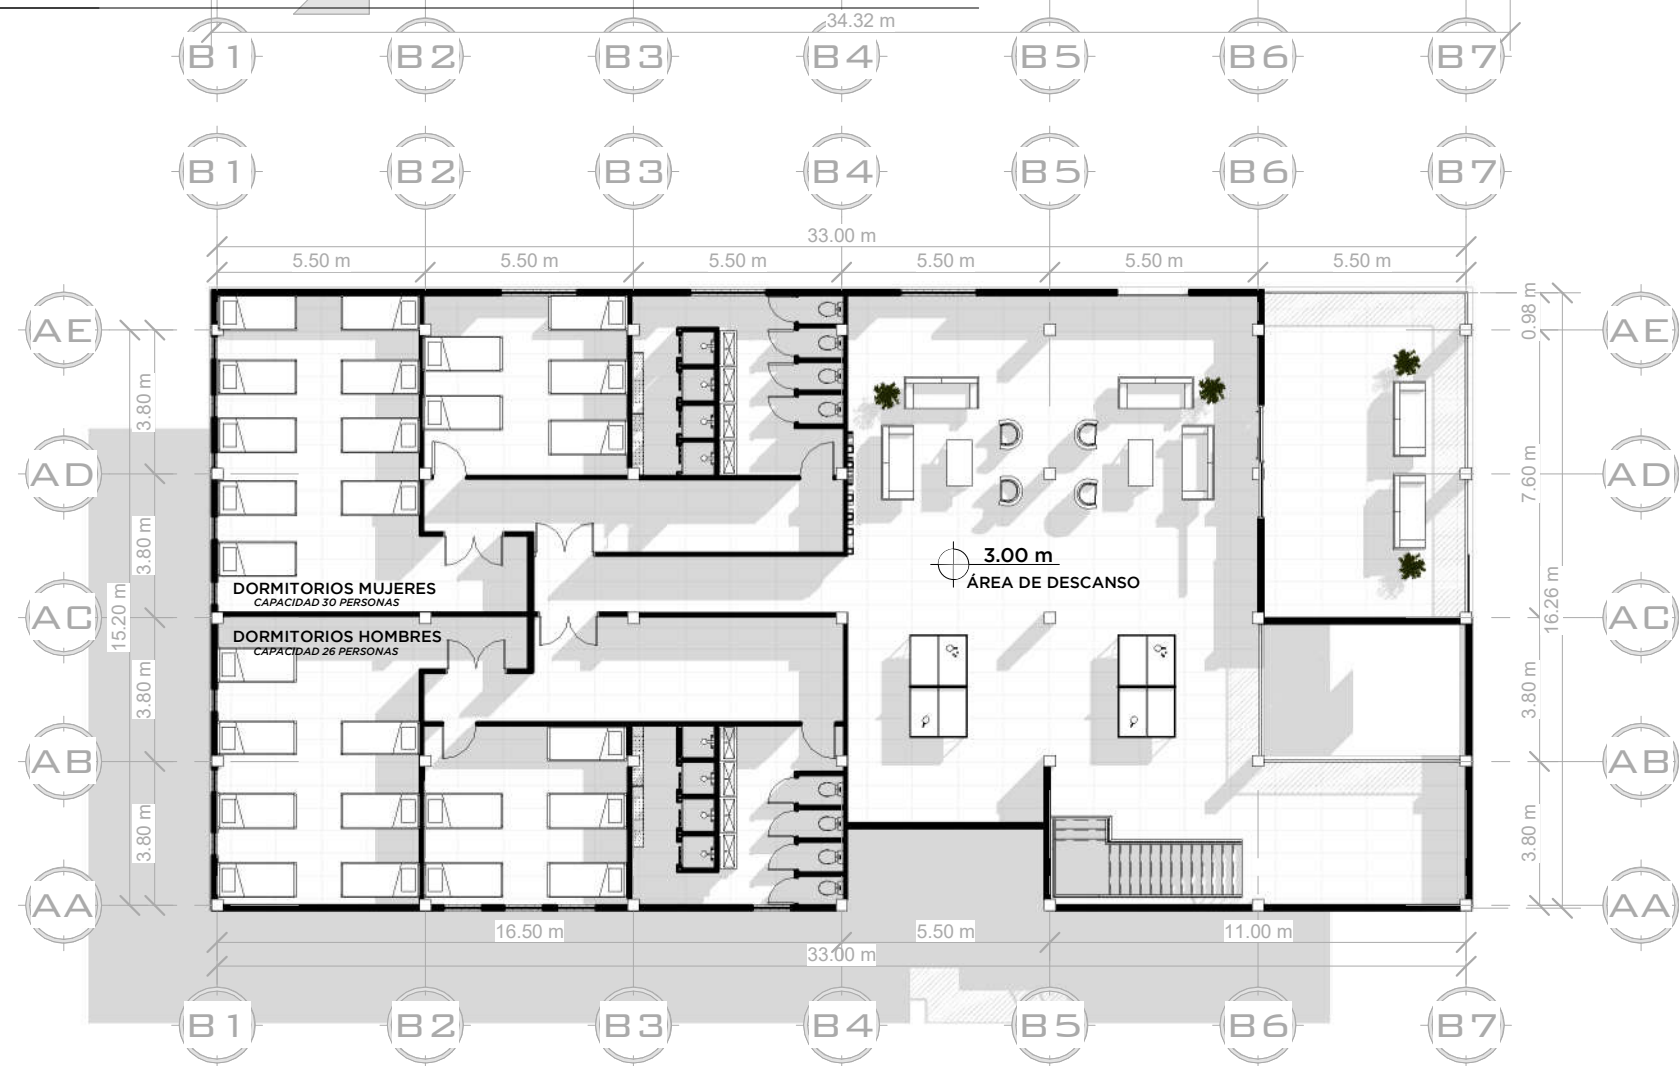 34.32 m
B1 B2 B3 B4 B5 B6 B7
B1 B2 B3 B4 B5 B6 B7
33.00 m
5.50 m 5.50 m 5.50 m 5.50 m 5.50 m 5.50 m
AE AE
0.98 m
3.80 m
AD AD
7.60 m
3.80 m
3.00 m
ÁREA DE DESCANSO
DORMITORIOS MUJERES
CAPACIDAD 30 PERSONAS
15.20 m
16.26 m
AC AC
DORMITORIOS HOMBRES
CAPACIDAD 26 PERSONAS
3.80 m 3.80 m
AB AB
3.80 m 3.80 m
AA AA
16.50 m 5.50 m 11.00 m
33.00 m
B1 B2 B3 B4 B5 B6 B7